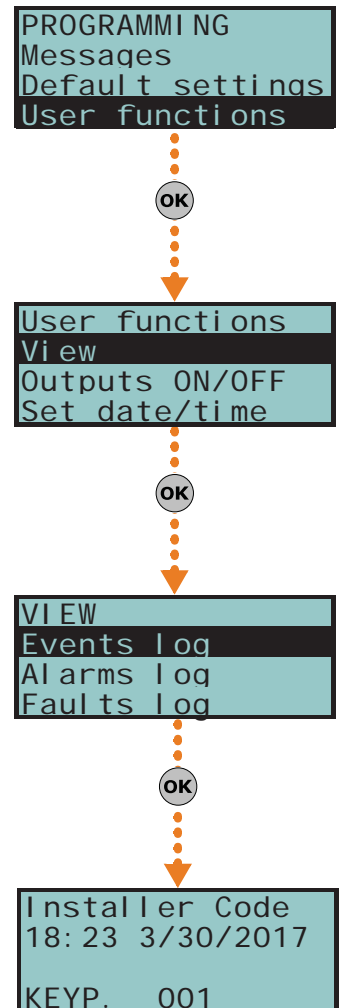 PROGRAMMING
Messages
Default settings
User functions
OK
User functions
View
Outputs ON/OFF
Set date/time
OK
VIEW
Events log
Alarms log
Faults log
OK
Installer Code
18:23 3/30/2017
KEYP. 001